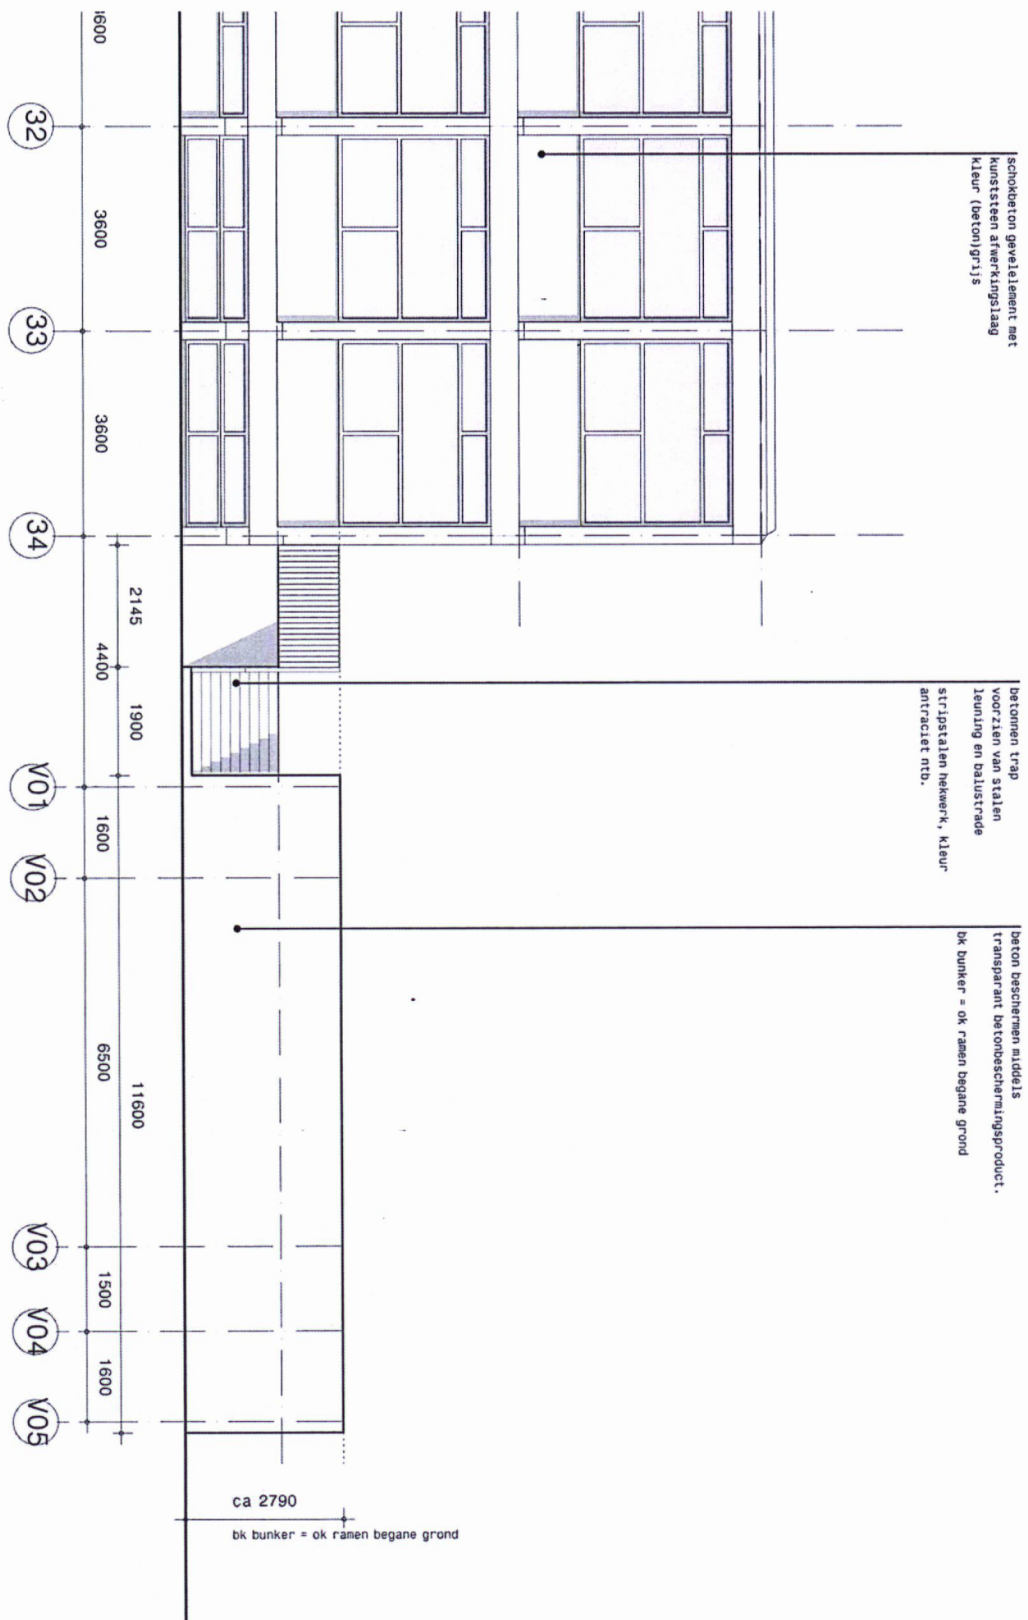 schokbeton gevelelement met
kunststeen afwerkingslaag
kleur (beton)grijs
betonnen trap
voorzien van stalen
leuning en balustrade
stripstalen hekwerk, kleur
antraciet ntb.
beton beschermen middels
transparant betonbeschermingsproduct.
bk bunker = ok ramen begane grond
ca 2790
bk bunker = ok ramen begane grond
2145
1900
11600
3600
3600
4400
1600
6500
1500
1600
32
33
34
V01
V02
V03
V04
V05